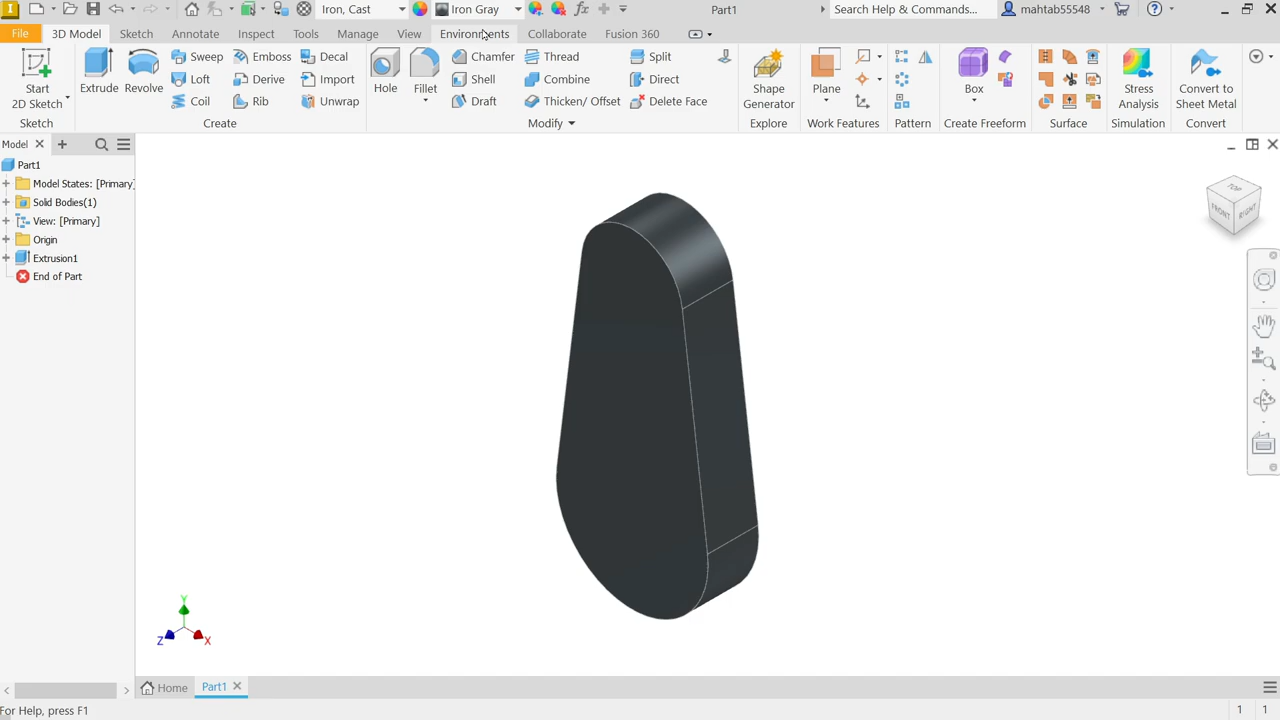 Iron, Cast
Iron Gray
Part1
Search Help & Commands...
mahtab55548
File
3D Model
Sketch
Annotate
Inspect
Tools
Manage
View
Environments
Collaborate
Fusion 360
Start
2D Sketch
Extrude
Revolve
Sweep
Loft
Coil
Emboss
Derive
Rib
Decal
Import
Unwrap
Hole
Fillet
Chamfer
Shell
Draft
Thread
Combine
Thicken/ Offset
Split
Direct
Delete Face
Shape
Generator
Plane
Box
Stress
Analysis
Convert to
Sheet Metal
Sketch
Create
Modify
Explore
Work Features
Pattern
Create Freeform
Surface
Simulation
Convert
Model
Part1
Model States: [Primary]
Solid Bodies(1)
View: [Primary]
Origin
Extrusion1
End of Part
TOP
FRONT
RIGHT
Y
Z
X
Home
Part1
For Help, press F1
1
1